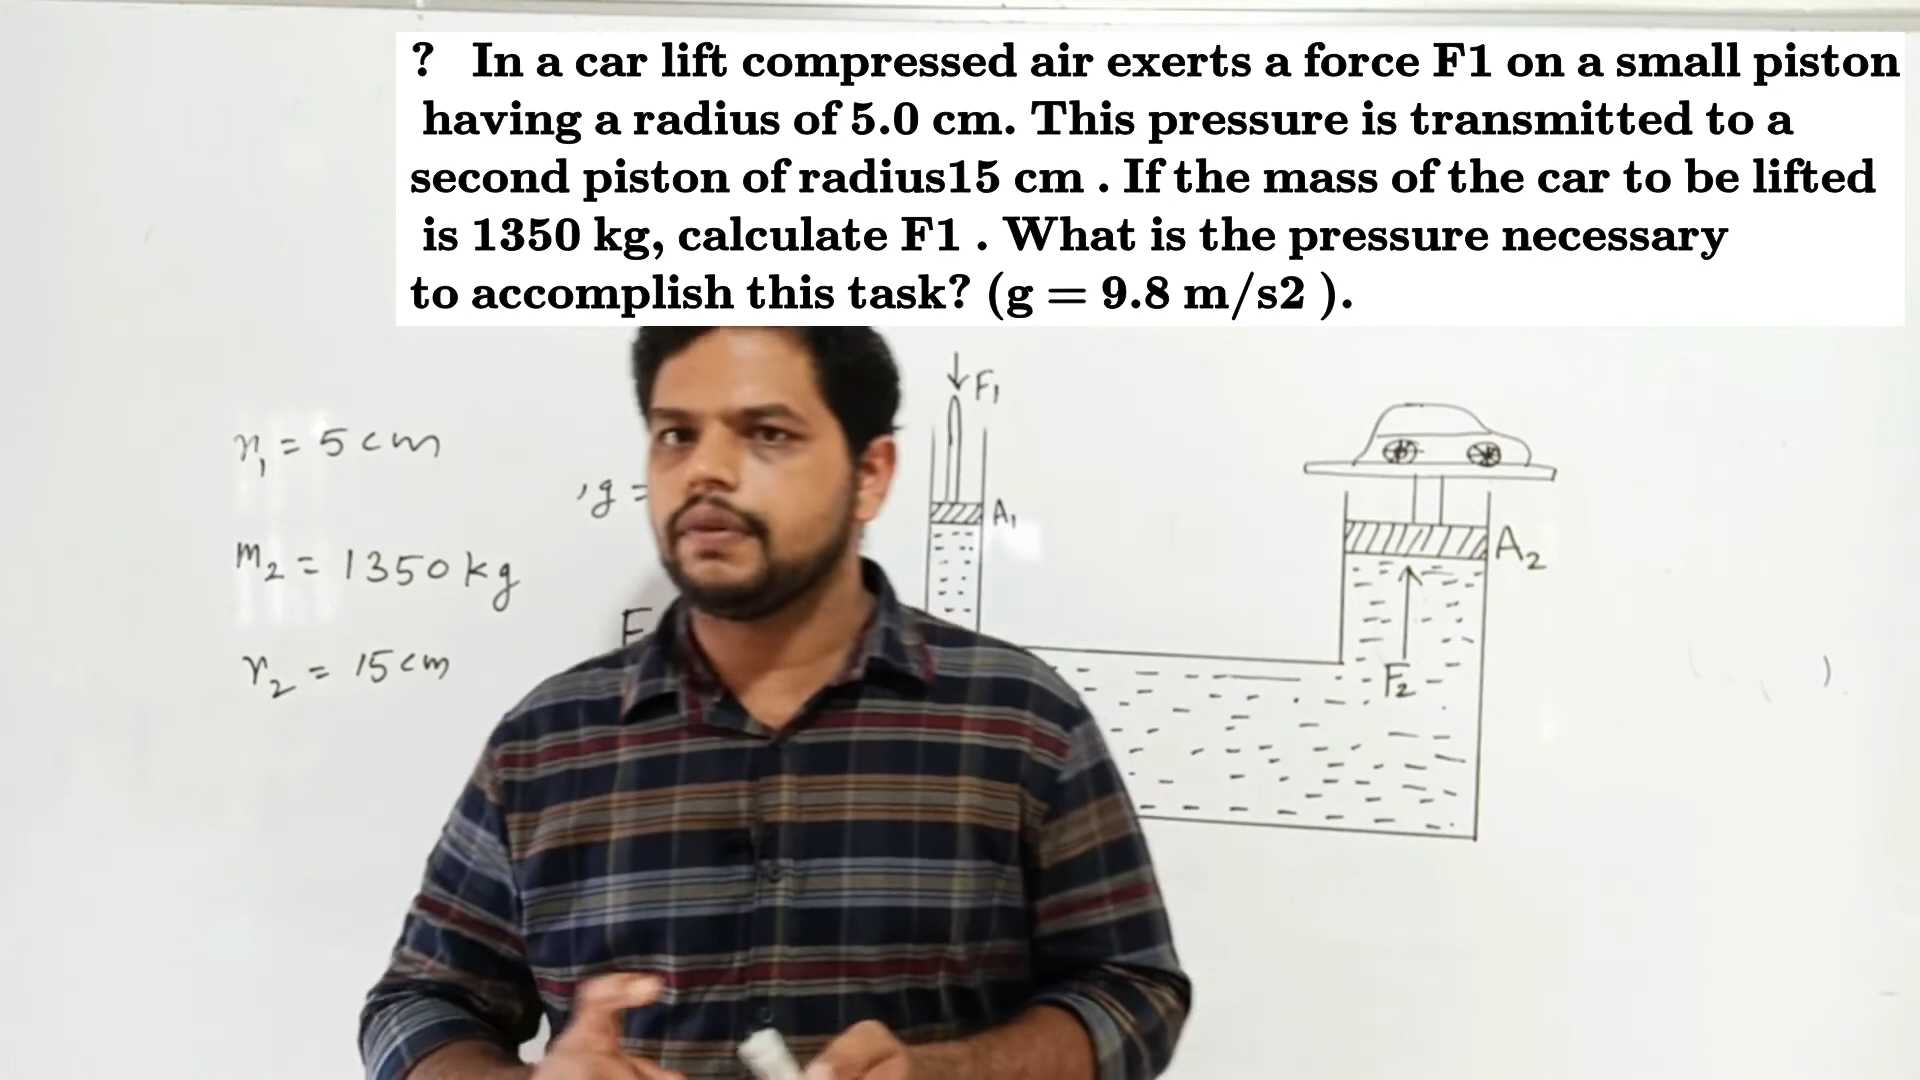 ? In a car lift compressed air exerts a force F1 on a small piston
having a radius of 5.0 cm. This pressure is transmitted to a
second piston of radius15 cm . If the mass of the car to be lifted
is 1350 kg, calculate F1 . What is the pressure necessary
to accomplish this task? (g = 9.8 m/s2 ).
F₁
r₁ = 5 cm
, g =
A₁
A₂
m₂ = 1350 kg
F
r₂ = 15 cm
F₂